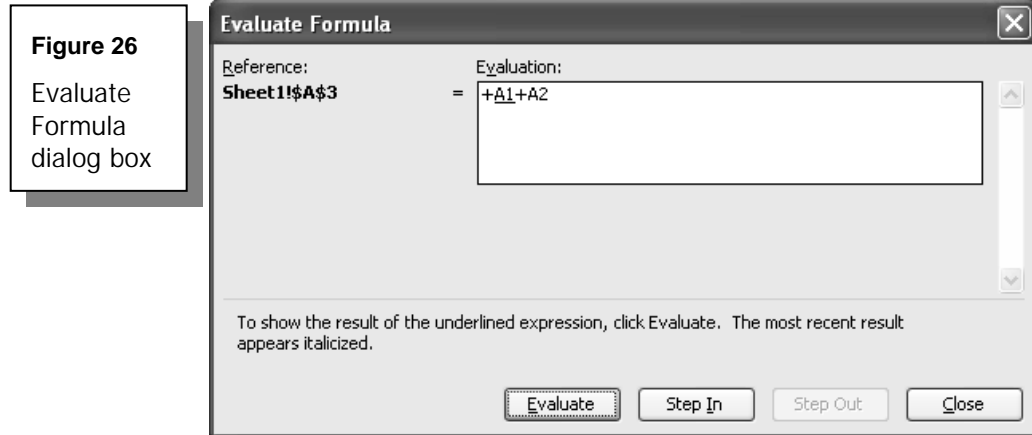 Figure 26
Evaluate
Formula
dialog box
Evaluate Formula
Reference:
Evaluation:
Sheet1!$A$3
=
+A1+A2
To show the result of the underlined expression, click Evaluate. The most recent result
appears italicized.
Evaluate
Step In
Step Out
Close